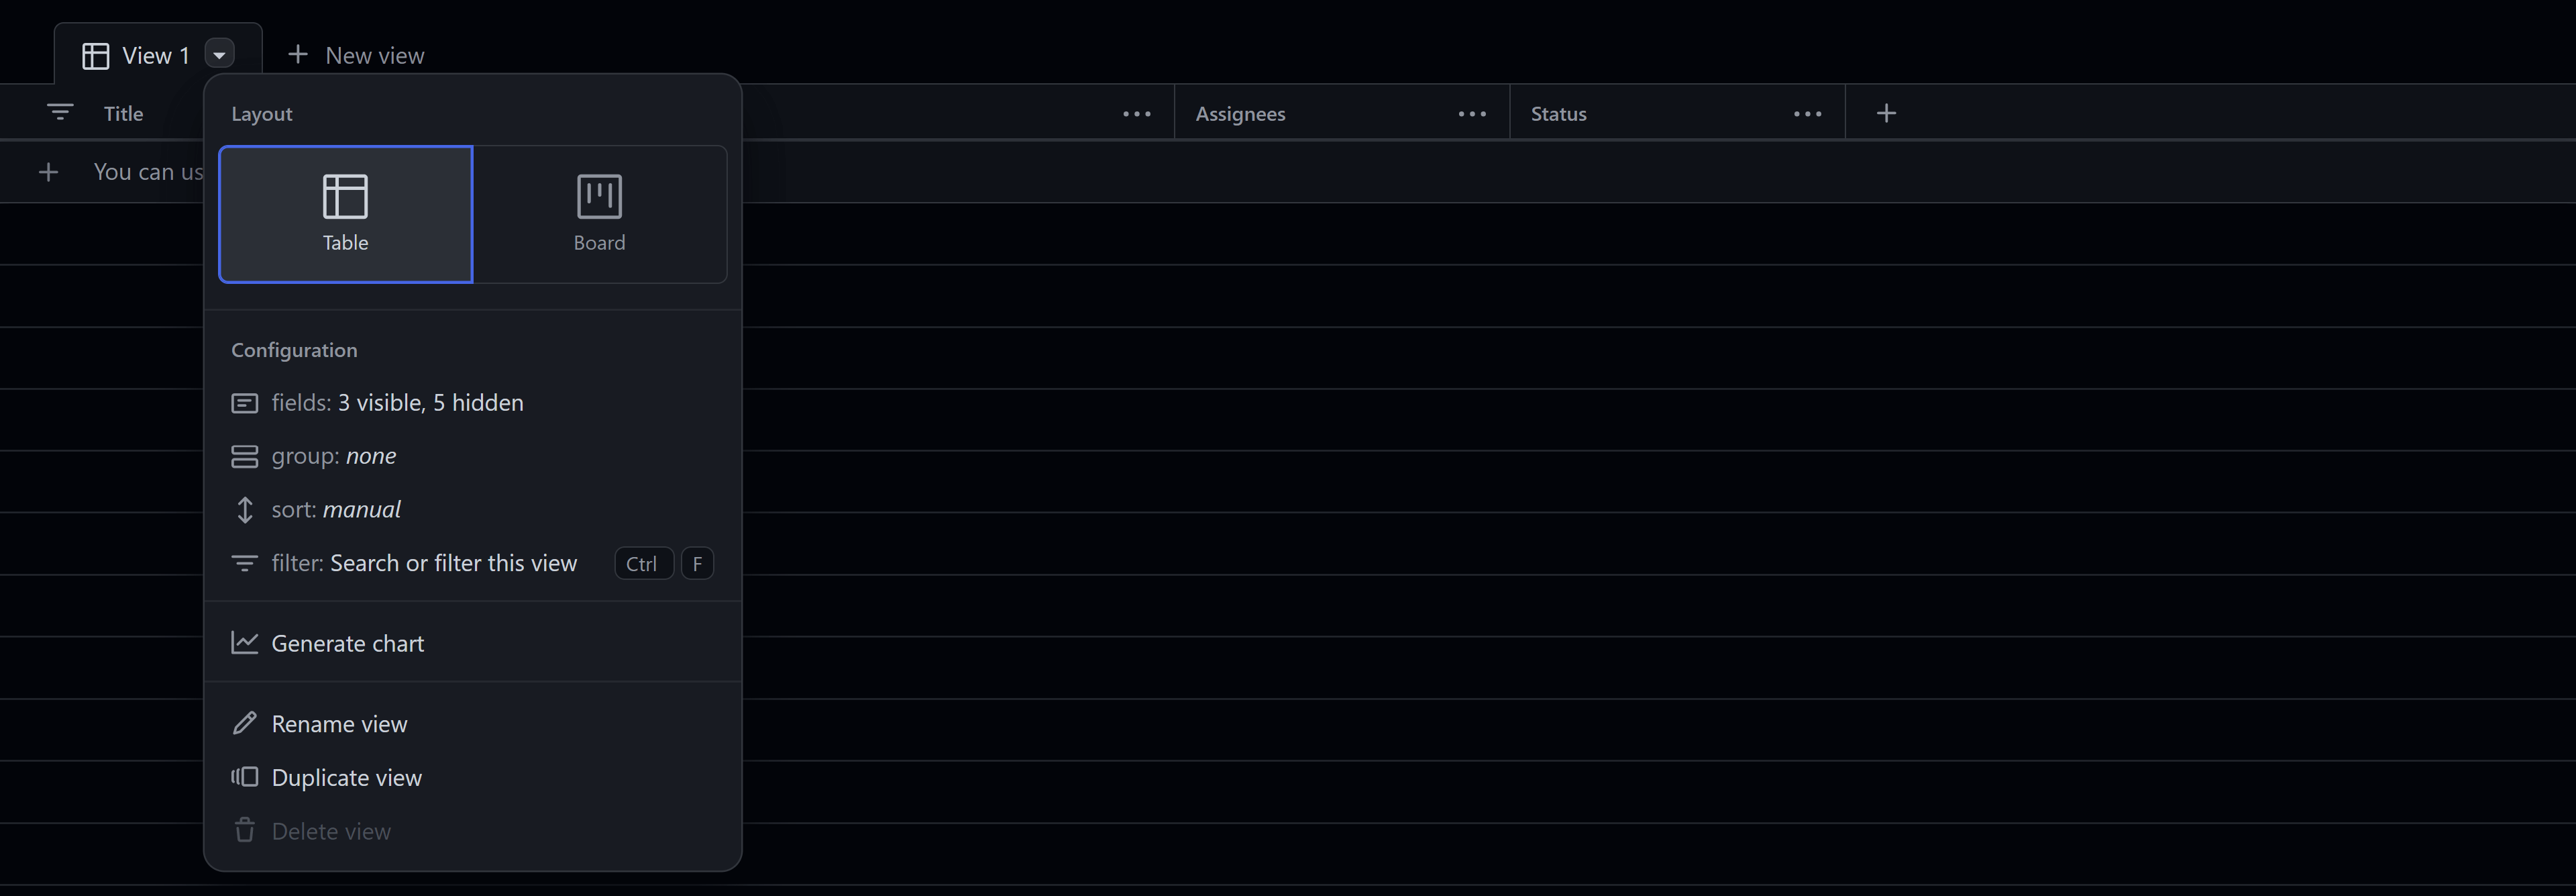 View 1
New view
Title
Assignees
Status
You can us
Layout
Table
Board
Configuration
fields: 3 visible, 5 hidden
group: none
sort: manual
filter: Search or filter this view
Ctrl F
Generate chart
Rename view
Duplicate view
Delete view